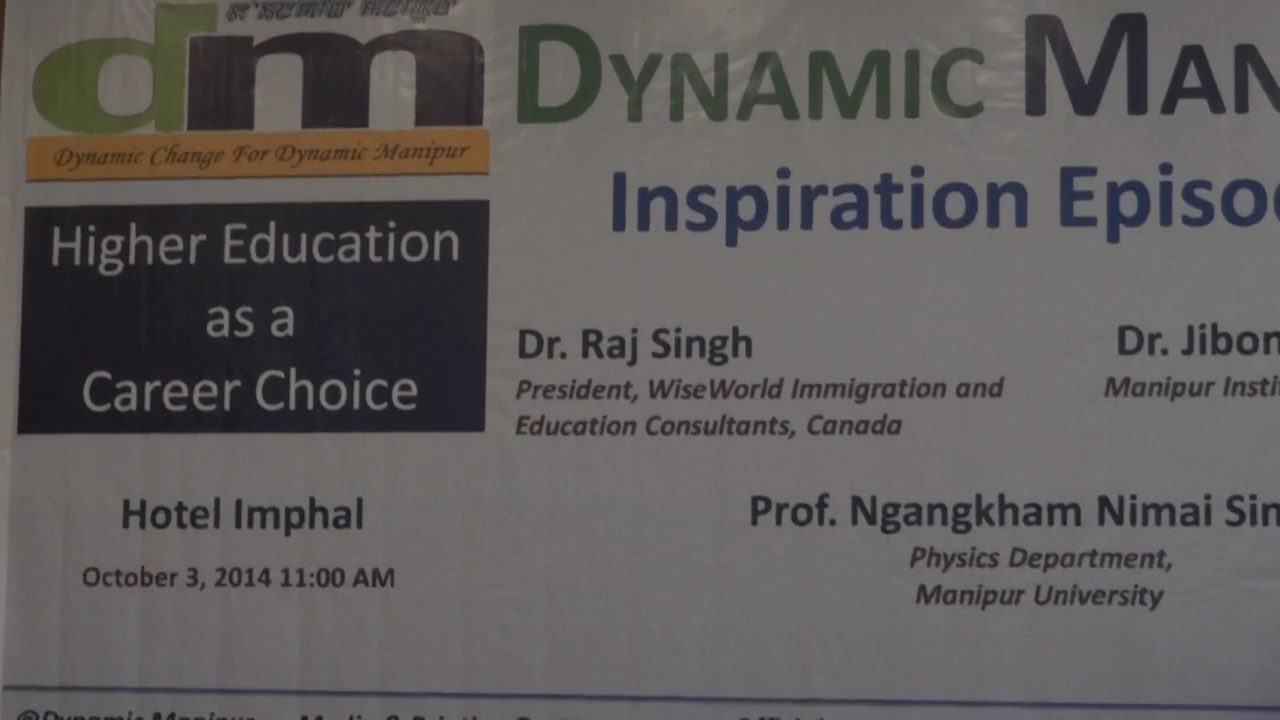 dm
Dynamic Change For Dynamic Manipur
DYNAMIC MAN
Inspiration Episo
Higher Education
as a
Career Choice
Dr. Raj Singh
President, WiseWorld Immigration and
Education Consultants, Canada
Dr. Jibon
Manipur Insti
Hotel Imphal
October 3, 2014 11:00 AM
Prof. Ngangkham Nimai Sin
Physics Department,
Manipur University
@Dynamic Manipur